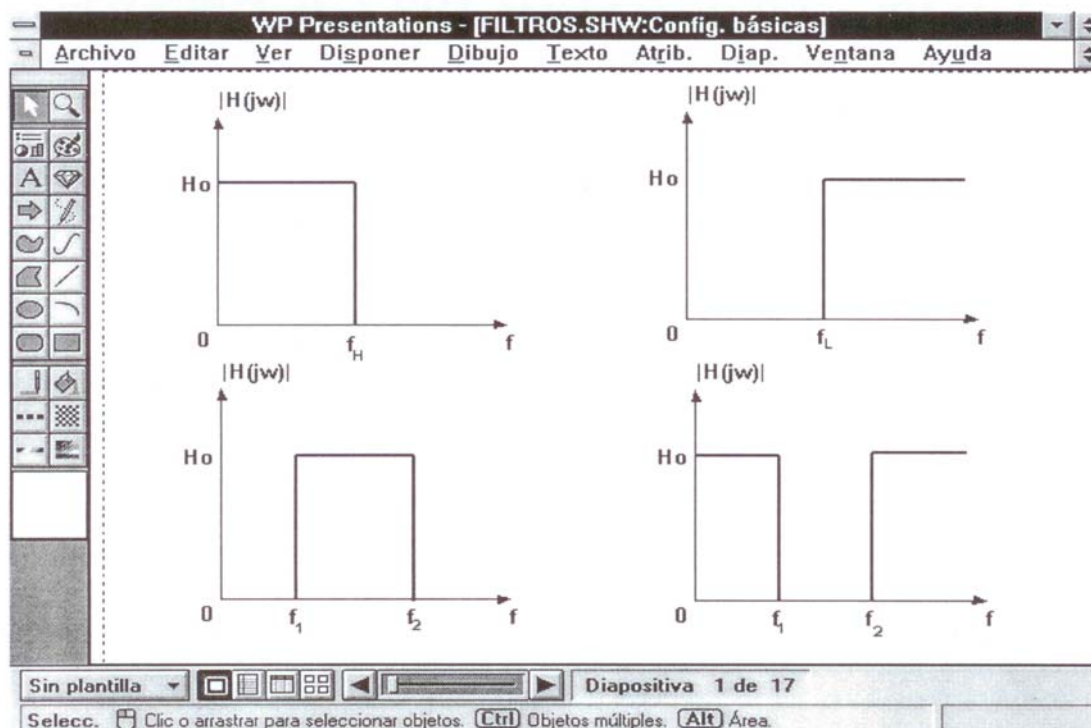 WP Presentations - [FILTROS.SHW:Config. básicas]
Archivo Editar Ver Disponer Dibujo Texto Atrib. Diap. Ventana Ayuda
|H(jw)|
Ho
0
f_H
f
|H(jw)|
Ho
0
f_L
f
|H(jw)|
Ho
0
f_1
f_2
f
|H(jw)|
Ho
0
f_1
f_2
f
Sin plantilla
Diapositiva 1 de 17
Selecc. Clic o arrastrar para seleccionar objetos. Ctrl Objetos múltiples. Alt Área.